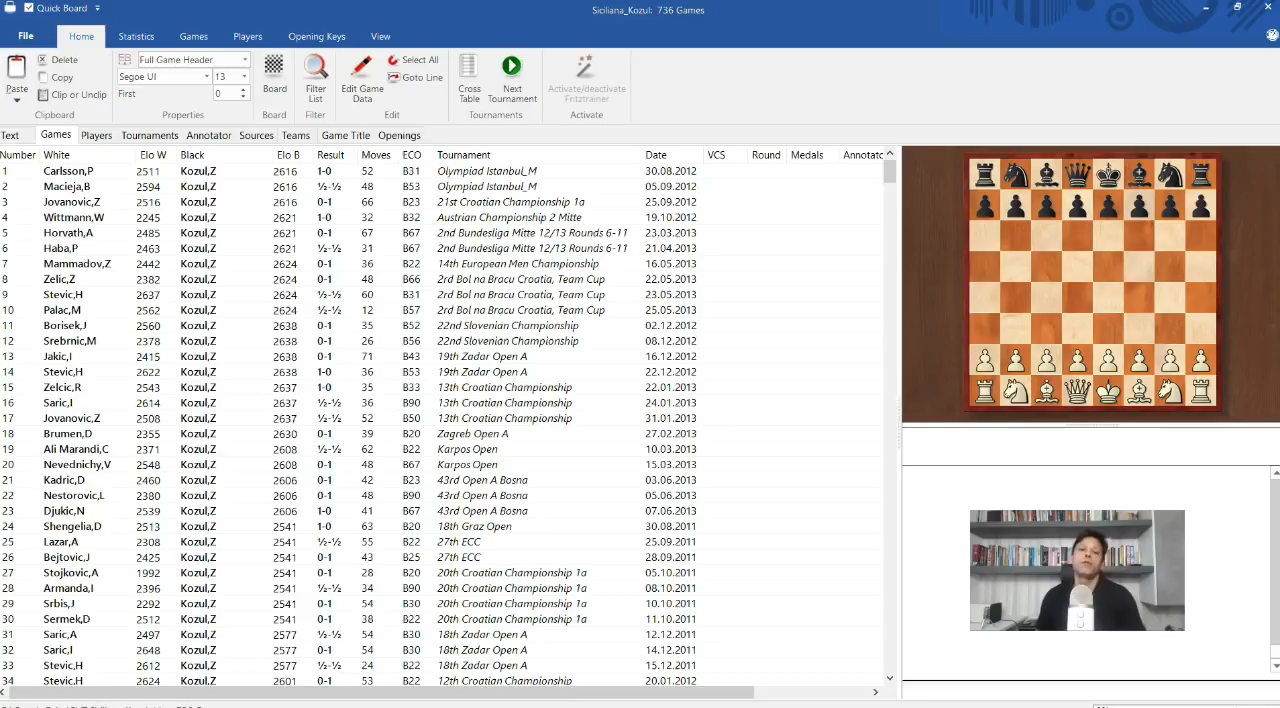 Quick Board
Siciliana_Kozul: 736 Games
File Home Statistics Games Players Opening Keys View
Paste
Delete
Copy
Clip or Unclip
Clipboard
Full Game Header
Segoe UI 13
First 0
Properties
Board
Board
Filter List
Filter
Edit Game Data
Select All
Goto Line
Edit
Cross Table
Next Tournament
Tournaments
Activate/deactivate Fritztrainer
Activate
Text Games Players Tournaments Annotator Sources Teams Game Title Openings
Number White Elo W Black Elo B Result Moves ECO Tournament Date VCS Round Medals Annotatc
1 Carlsson,P 2511 Kozul,Z 2616 1-0 55 B31 Olympiad Istanbul_M 30.08.2012
2 Macieja,B 2594 Kozul,Z 2616 ½-½ 48 B53 Olympiad Istanbul_M 05.09.2012
3 Jovanovic,Z 2516 Kozul,Z 2616 0-1 66 B23 21st Croatian Championship 1a 25.09.2012
4 Wittmann,W 2245 Kozul,Z 2621 1-0 32 B32 Austrian Championship 2 Mitte 19.10.2012
5 Horvath,A 2485 Kozul,Z 2621 0-1 67 B67 2nd Bundesliga Mitte 12/13 Rounds 6-11 23.03.2013
6 Haba,P 2463 Kozul,Z 2621 ½-½ 31 B67 2nd Bundesliga Mitte 12/13 Rounds 6-11 21.04.2013
7 Mammadov,Z 2442 Kozul,Z 2624 0-1 36 B22 14th European Men Championship 16.05.2013
8 Zelic,Z 2382 Kozul,Z 2624 0-1 48 B66 2rd Bol na Bracu Croatia, Team Cup 22.05.2013
9 Stevic,H 2637 Kozul,Z 2624 ½-½ 60 B31 2rd Bol na Bracu Croatia, Team Cup 23.05.2013
10 Palac,M 2562 Kozul,Z 2624 ½-½ 12 B57 2rd Bol na Bracu Croatia, Team Cup 25.05.2013
11 Borisek,J 2560 Kozul,Z 2638 0-1 35 B52 22nd Slovenian Championship 02.12.2012
12 Srebrnic,M 2378 Kozul,Z 2638 0-1 26 B56 22nd Slovenian Championship 08.12.2012
13 Jakic,I 2415 Kozul,Z 2638 0-1 71 B43 19th Zadar Open A 16.12.2012
14 Stevic,H 2622 Kozul,Z 2638 1-0 36 B53 19th Zadar Open A 22.12.2012
15 Zelcic,R 2543 Kozul,Z 2637 1-0 35 B33 13th Croatian Championship 22.01.2013
16 Saric,I 2614 Kozul,Z 2637 ½-½ 36 B53 13th Croatian Championship 24.01.2013
17 Jovanovic,Z 2508 Kozul,Z 2637 ½-½ 52 B50 13th Croatian Championship 31.01.2013
18 Brumen,D 2355 Kozul,Z 2630 0-1 39 B20 Zagreb Open A 27.02.2013
19 Ali Marandi,C 2371 Kozul,Z 2608 ½-½ 62 B22 Karpos Open 10.03.2013
20 Nevednichy,V 2548 Kozul,Z 2608 0-1 48 B67 Karpos Open 15.03.2013
21 Kadric,D 2460 Kozul,Z 2606 0-1 42 B23 43rd Open A Bosna 03.06.2013
22 Nestorovic,L 2380 Kozul,Z 2606 0-1 48 B90 43rd Open A Bosna 05.06.2013
23 Djukic,N 2539 Kozul,Z 2606 1-0 41 B67 43rd Open A Bosna 07.06.2013
24 Shengelia,D 2513 Kozul,Z 2541 1-0 63 B20 18th Graz Open 30.08.2011
25 Lazar,A 2308 Kozul,Z 2541 ½-½ 55 B22 27th ECC 25.09.2011
26 Bejtovic,J 2425 Kozul,Z 2541 0-1 43 B25 27th ECC 28.09.2011
27 Stojkovic,A 1992 Kozul,Z 2541 0-1 28 B20 20th Croatian Championship 1a 05.10.2011
28 Armanda,I 2396 Kozul,Z 2541 ½-½ 34 B90 20th Croatian Championship 1a 08.10.2011
29 Srbis,J 2292 Kozul,Z 2541 0-1 54 B23 20th Croatian Championship 1a 10.10.2011
30 Sermek,D 2512 Kozul,Z 2541 0-1 38 B22 20th Croatian Championship 1a 11.10.2011
31 Saric,A 2497 Kozul,Z 2577 ½-½ 54 B30 18th Zadar Open A 12.12.2011
32 Saric,I 2648 Kozul,Z 2577 0-1 54 B30 18th Zadar Open A 14.12.2011
33 Stevic,H 2612 Kozul,Z 2577 ½-½ 24 B22 18th Zadar Open A 15.12.2011
34 Stevic,H 2624 Kozul,Z 2601 0-1 53 B22 12th Croatian Championship 20.01.2012